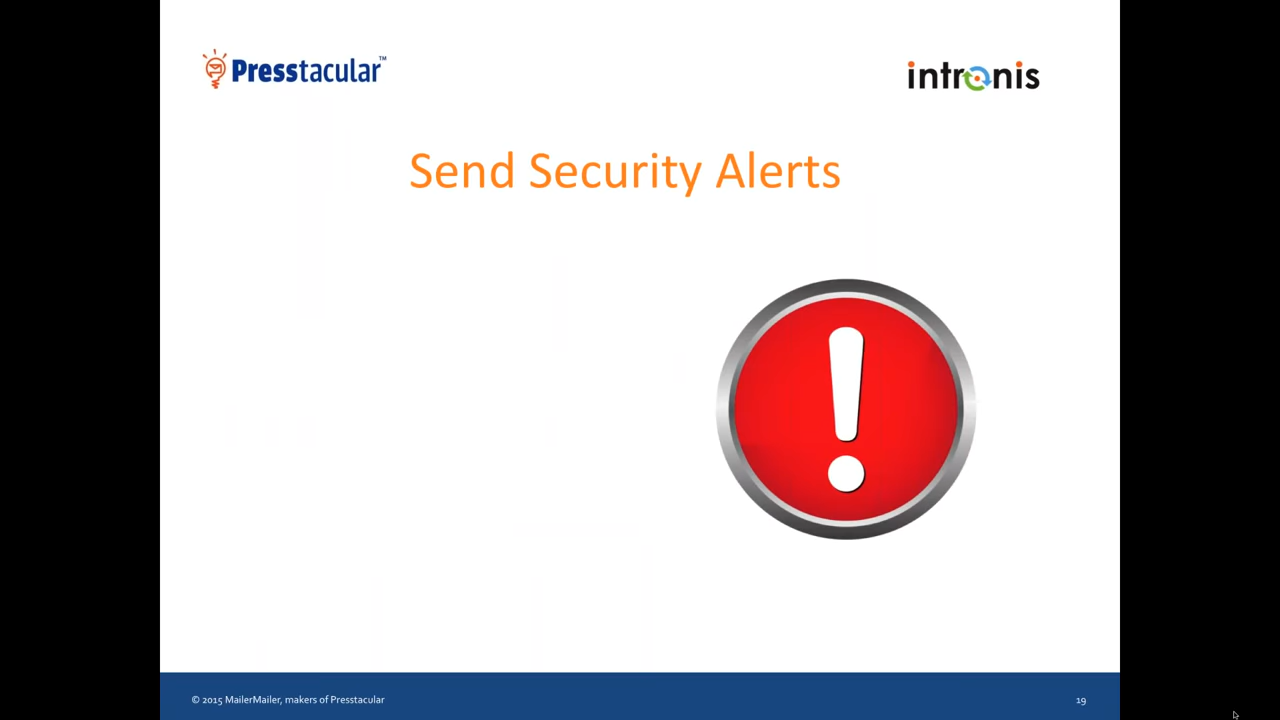 Presstacular™
intronis
Send Security Alerts
© 2015 MailerMailer, makers of Presstacular
19